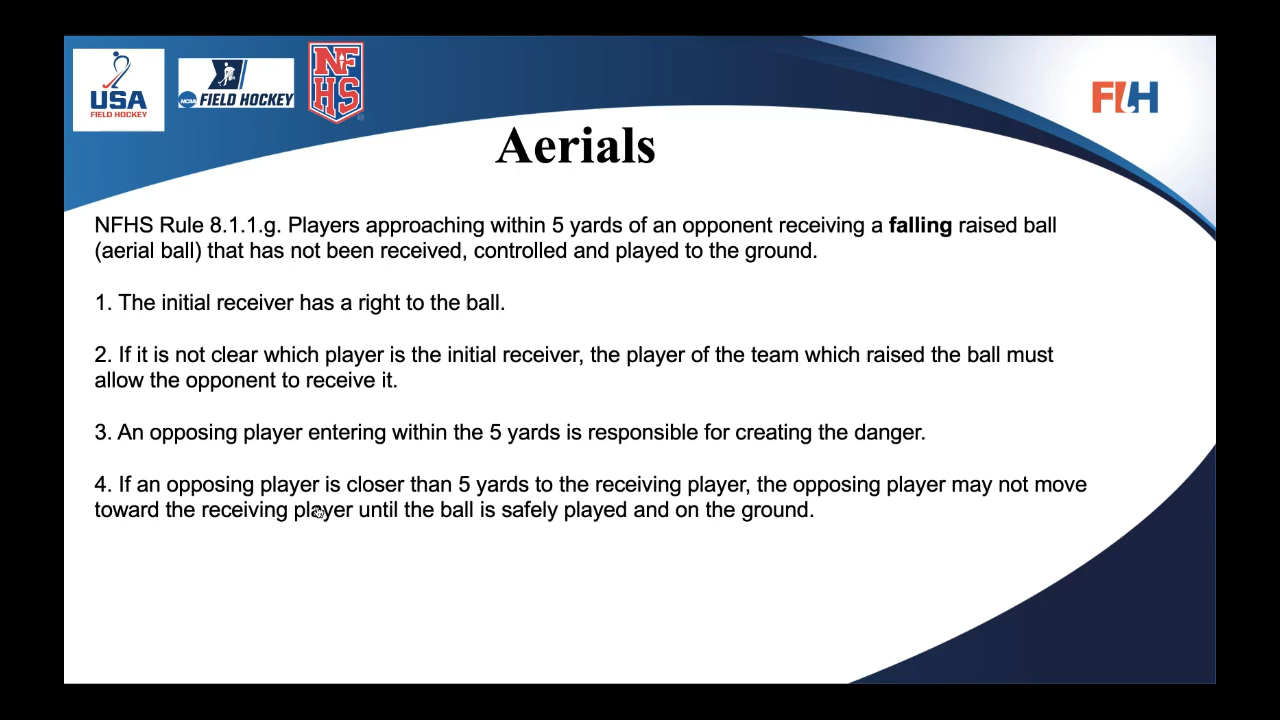 USA
FIELD HOCKEY
NCAA FIELD HOCKEY
NF
HS
FIH
Aerials
NFHS Rule 8.1.1.g. Players approaching within 5 yards of an opponent receiving a falling raised ball
(aerial ball) that has not been received, controlled and played to the ground.
1. The initial receiver has a right to the ball.
2. If it is not clear which player is the initial receiver, the player of the team which raised the ball must
allow the opponent to receive it.
3. An opposing player entering within the 5 yards is responsible for creating the danger.
4. If an opposing player is closer than 5 yards to the receiving player, the opposing player may not move
toward the receiving player until the ball is safely played and on the ground.